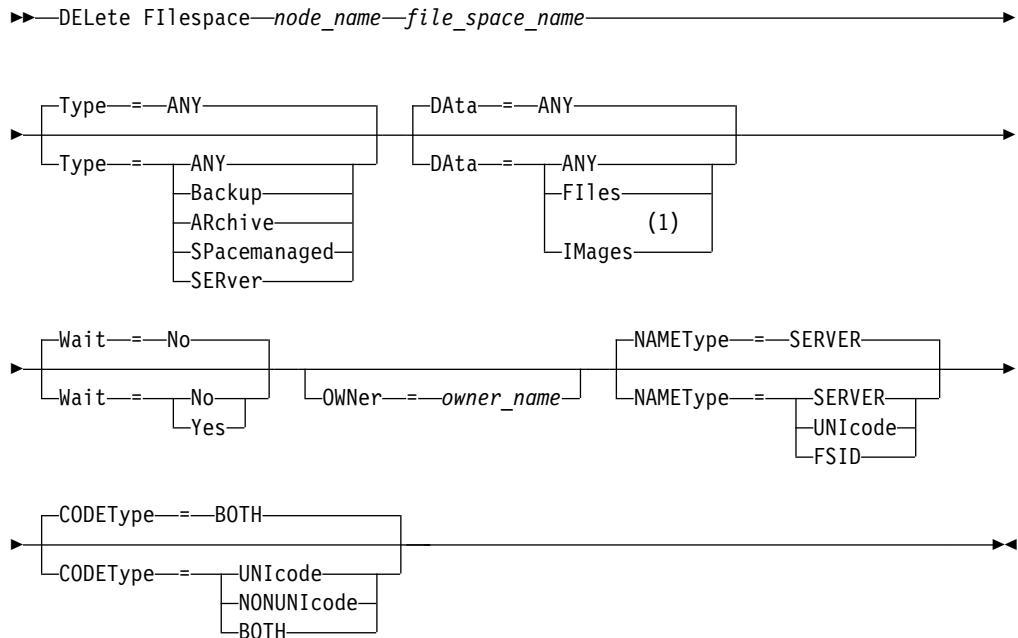 DELete FIlespace node_name file_space_name
Type = ANY DAta = ANY
Type = ANY DAta = ANY
Backup FIles
ARchive (1)
SPacemanaged IMages
SERver
Wait = No NAMEType = SERVER
Wait = No OWNer = owner_name NAMEType = SERVER
Yes UNIcode
FSID
CODEType = BOTH
CODEType = UNIcode
NONUNIcode
BOTH